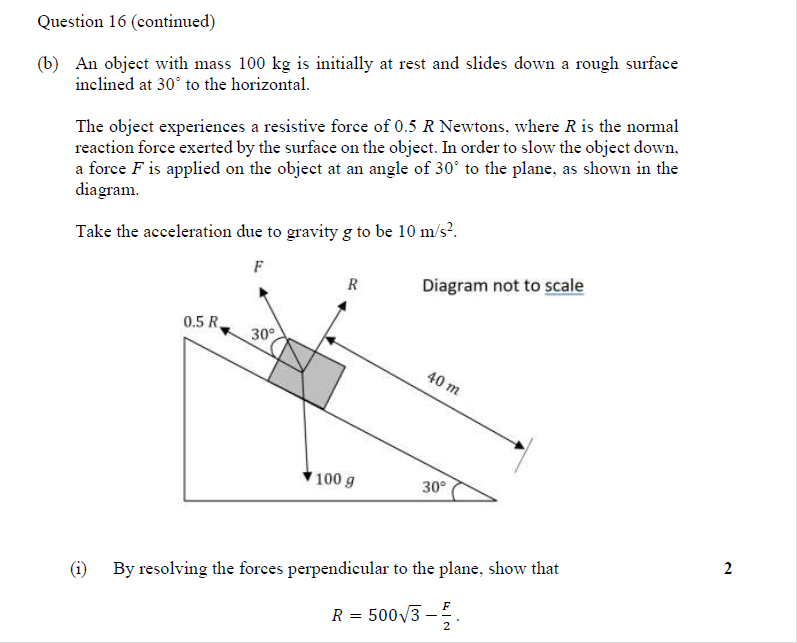 Question 16 (continued)
(b) An object with mass 100 kg is initially at rest and slides down a rough surface
inclined at 30° to the horizontal.
The object experiences a resistive force of 0.5 R Newtons, where R is the normal
reaction force exerted by the surface on the object. In order to slow the object down,
a force F is applied on the object at an angle of 30° to the plane, as shown in the
diagram.
Take the acceleration due to gravity g to be 10 m/s².
F
R
Diagram not to scale
0.5 R
30°
40 m
100 g
30°
(i) By resolving the forces perpendicular to the plane, show that 2
R = 500√3 − F/2 .